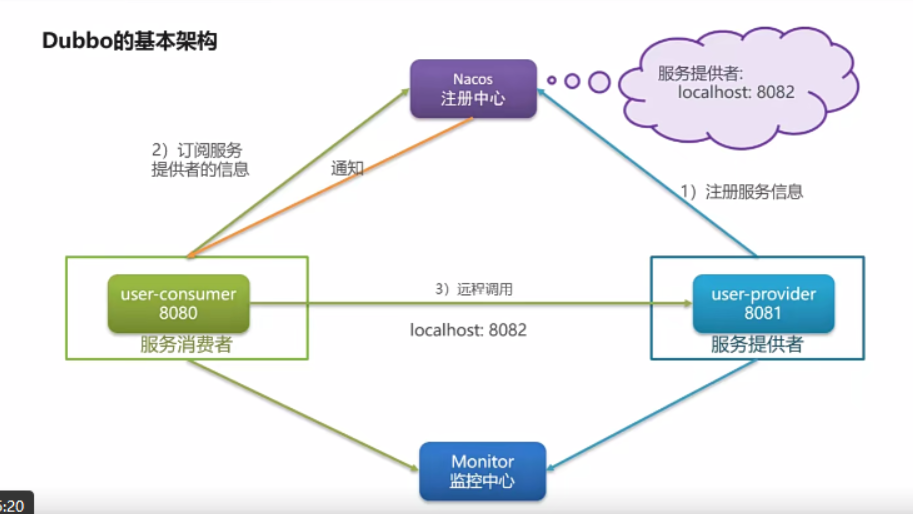 Dubbo的基本架构
Nacos
注册中心
服务提供者:
localhost: 8082
2）订阅服务
提供者的信息
通知
1）注册服务信息
user-consumer
8080
服务消费者
3）远程调用
localhost: 8082
user-provider
8081
服务提供者
Monitor
监控中心
5:20